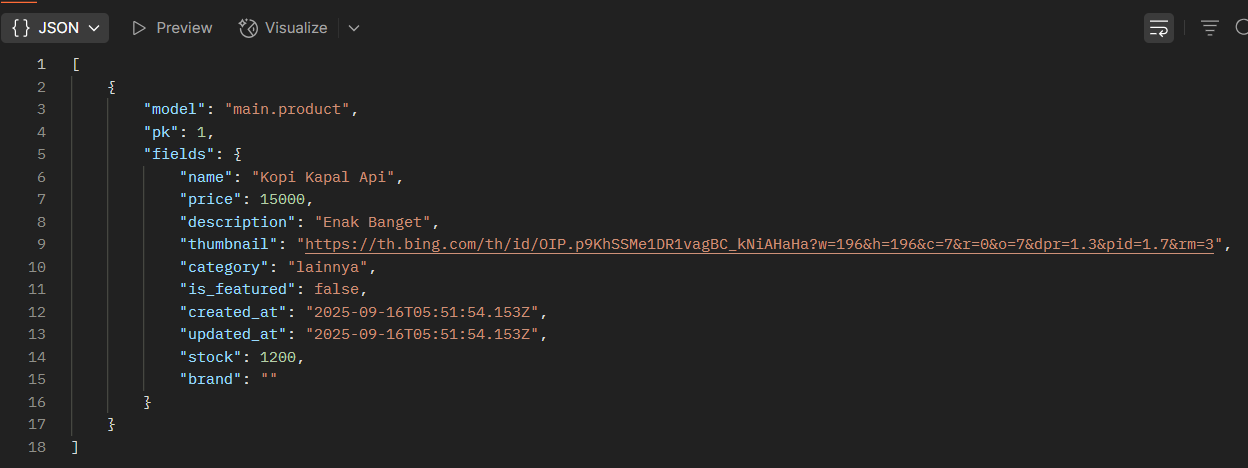 {} JSON Preview Visualize
1 [
2 {
3 "model": "main.product",
4 "pk": 1,
5 "fields": {
6 "name": "Kopi Kapal Api",
7 "price": 15000,
8 "description": "Enak Banget",
9 "thumbnail": "https://th.bing.com/th/id/OIP.p9KhSSMe1DR1vagBC_kNiAHaHa?w=196&h=196&c=7&r=0&o=7&dpr=1.3&pid=1.7&rm=3",
10 "category": "lainnya",
11 "is_featured": false,
12 "created_at": "2025-09-16T05:51:54.153Z",
13 "updated_at": "2025-09-16T05:51:54.153Z",
14 "stock": 1200,
15 "brand": ""
16 }
17 }
18 ]